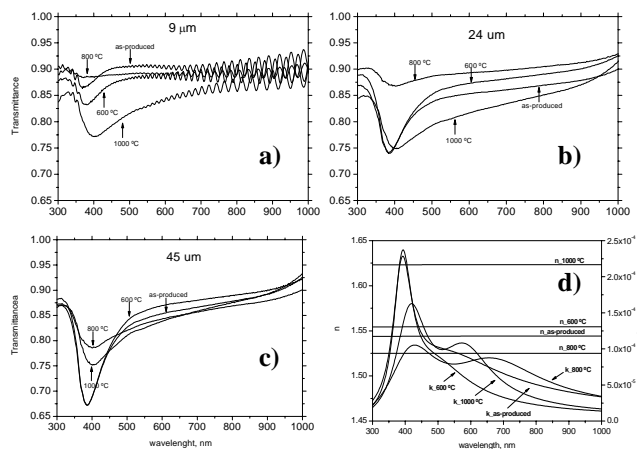 9 µm
24 um
1.00
0.95
0.90
0.85
0.80
0.75
0.70
0.65
Transmittance
800 ºC
as-produced
600 ºC
1000 ºC
a)
300 400 500 600 700 800 900 1000
1.00
0.95
0.90
0.85
0.80
0.75
0.70
0.65
Transmittance
800 ºC
600 ºC
as-produced
1000 ºC
b)
300 400 500 600 700 800 900 1000
45 um
1.00
0.95
0.90
0.85
0.80
0.75
0.70
0.65
Transmittancea
600 ºC
as-produced
800 ºC
1000ºC
c)
300 400 500 600 700 800 900 1000
wavelenght, nm
1.65
1.60
1.55
1.50
1.45
n
d)
n_1000 ºC
n_600 ºC
n_as-produced
n_800 ºC
k_800 ºC
k_600 ºC
k_1000 ºC
k_as-produced
2.5x10⁻⁴
2.0x10⁻⁴
1.5x10⁻⁴
1.0x10⁻⁴
5.0x10⁻⁵
0.0
300 400 500 600 700 800 900 1000
wavelength, nm